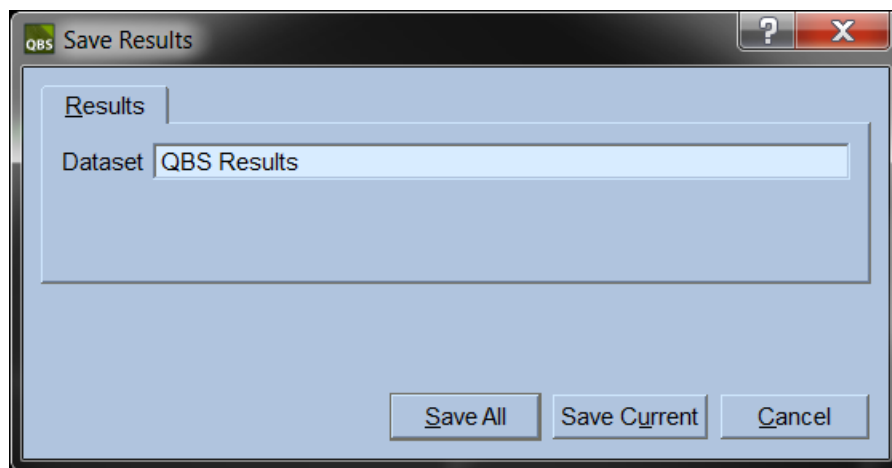 QBS Save Results ? X
Results
Dataset QBS Results
Save All Save Current Cancel